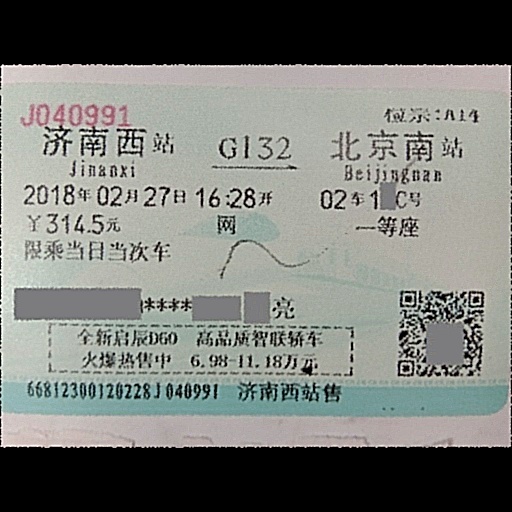 J040991 检票:A14
济南西站 G132 北京南站
Jinanxi Beijingnan
2018年02月27日16:28开 02车1 C号
￥314.5元 网 一等座
限乘当日当次车
**** 亮
全新启辰D60 高品质智联轿车
火爆热售中 6.98-11.18万元
66812300120228J040991 济南西站售